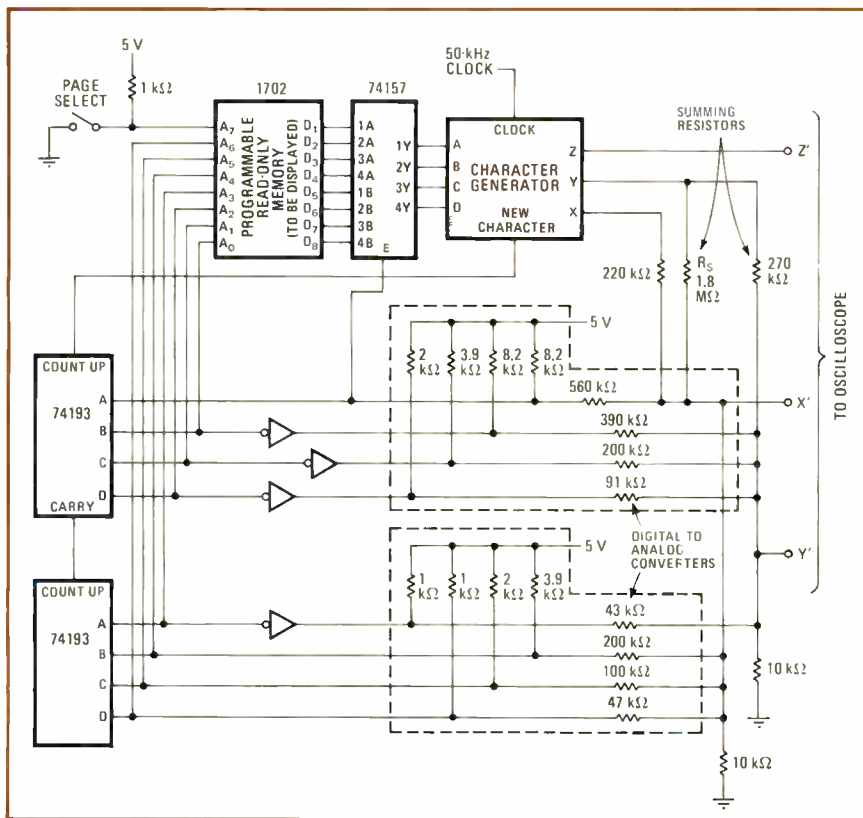 5 V
50-kHz
CLOCK
1 kΩ
PAGE
SELECT
1702
74157
SUMMING
RESISTORS
A7
A6
A5
A4
A3
A2
A1
A0
PROGRAMMABLE
READ-ONLY
MEMORY
(TO BE DISPLAYED)
D1
D2
D3
D4
D5
D6
D7
D8
1A
2A
3A
4A
1B
2B
3B
4B
E
1Y
2Y
3Y
4Y
A
B
C
D
CLOCK
CHARACTER
GENERATOR
NEW
CHARACTER
Z
Y
X
Z'
220 kΩ
RS
1.8
MΩ
270
kΩ
TO OSCILLOSCOPE
5 V
2
kΩ
3.9
kΩ
8.2
kΩ
8.2
kΩ
560 kΩ
X'
390 kΩ
200 kΩ
91 kΩ
COUNT UP
74193
A
B
C
D
CARRY
DIGITAL TO
ANALOG
CONVERTERS
Y'
5 V
1
kΩ
1
kΩ
2
kΩ
3.9
kΩ
COUNT UP
74193
A
B
C
D
43 kΩ
200 kΩ
100 kΩ
47 kΩ
10 kΩ
10 kΩ